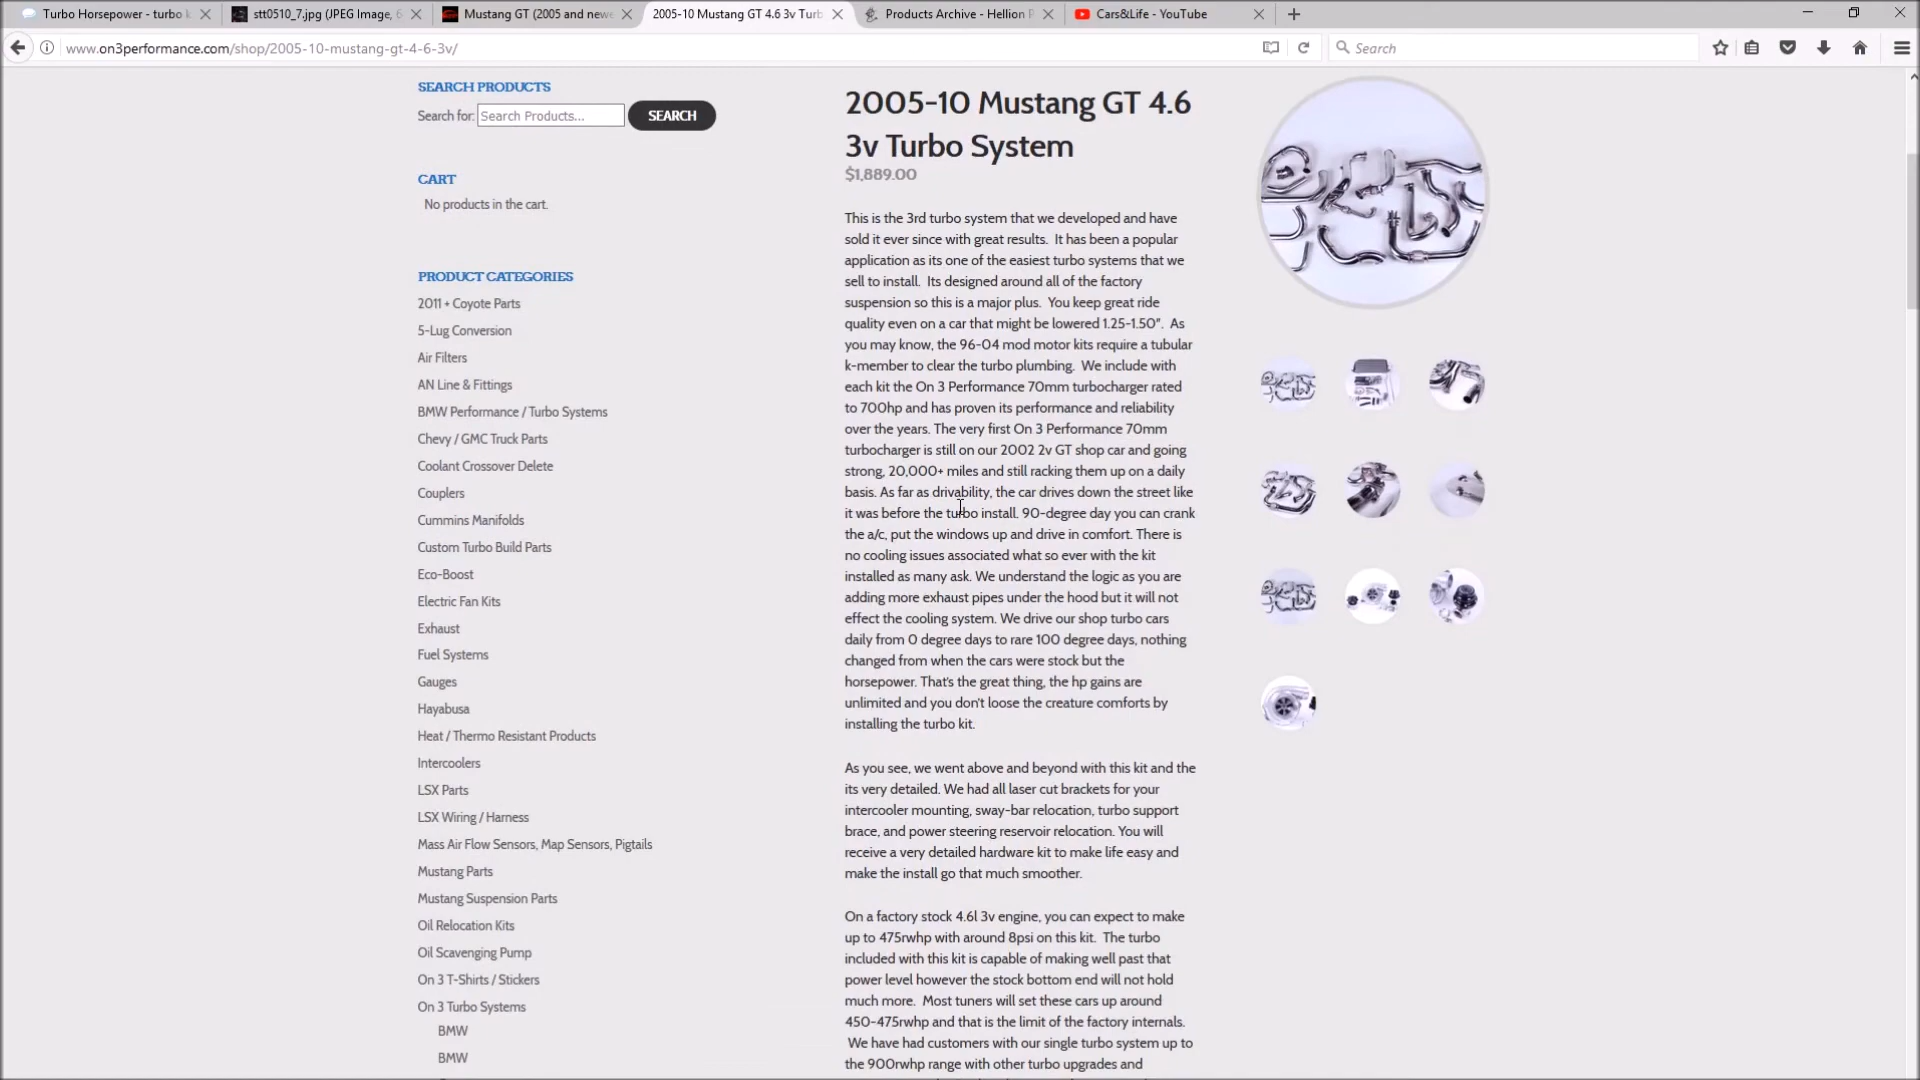 Turbo Horsepower - turbo k
stt0510_7.jpg (JPEG Image, 6
Mustang GT (2005 and newe
2005-10 Mustang GT 4.6 3v Turb
Products Archive - Hellion P
Cars&Life - YouTube
www.on3performance.com/shop/2005-10-mustang-gt-4-6-3v/
Search
SEARCH PRODUCTS
Search for: Search Products... SEARCH
CART
No products in the cart.
PRODUCT CATEGORIES
2011 + Coyote Parts
5-Lug Conversion
Air Filters
AN Line & Fittings
BMW Performance / Turbo Systems
Chevy / GMC Truck Parts
Coolant Crossover Delete
Couplers
Cummins Manifolds
Custom Turbo Build Parts
Eco-Boost
Electric Fan Kits
Exhaust
Fuel Systems
Gauges
Hayabusa
Heat / Thermo Resistant Products
Intercoolers
LSX Parts
LSX Wiring / Harness
Mass Air Flow Sensors, Map Sensors, Pigtails
Mustang Parts
Mustang Suspension Parts
Oil Relocation Kits
Oil Scavenging Pump
On 3 T-Shirts / Stickers
On 3 Turbo Systems
BMW
BMW
2005-10 Mustang GT 4.6
3v Turbo System
$1,889.00
This is the 3rd turbo system that we developed and have
sold it ever since with great results. It has been a popular
application as its one of the easiest turbo systems that we
sell to install. Its designed around all of the factory
suspension so this is a major plus. You keep great ride
quality even on a car that might be lowered 1.25-1.50". As
you may know, the 96-04 mod motor kits require a tubular
k-member to clear the turbo plumbing. We include with
each kit the On 3 Performance 70mm turbocharger rated
to 700hp and has proven its performance and reliability
over the years. The very first On 3 Performance 70mm
turbocharger is still on our 2002 2v GT shop car and going
strong, 20,000+ miles and still racking them up on a daily
basis. As far as drivability, the car drives down the street like
it was before the turbo install. 90-degree day you can crank
the a/c, put the windows up and drive in comfort. There is
no cooling issues associated what so ever with the kit
installed as many ask. We understand the logic as you are
adding more exhaust pipes under the hood but it will not
effect the cooling system. We drive our shop turbo cars
daily from 0 degree days to rare 100 degree days, nothing
changed from when the cars were stock but the
horsepower. That's the great thing, the hp gains are
unlimited and you don't loose the creature comforts by
installing the turbo kit.
As you see, we went above and beyond with this kit and the
its very detailed. We had all laser cut brackets for your
intercooler mounting, sway-bar relocation, turbo support
brace, and power steering reservoir relocation. You will
receive a very detailed hardware kit to make life easy and
make the install go that much smoother.
On a factory stock 4.6l 3v engine, you can expect to make
up to 475rwhp with around 8psi on this kit. The turbo
included with this kit is capable of making well past that
power level however the stock bottom end will not hold
much more. Most tuners will set these cars up around
450-475rwhp and that is the limit of the factory internals.
We have had customers with our single turbo system up to
the 900rwhp range with other turbo upgrades and